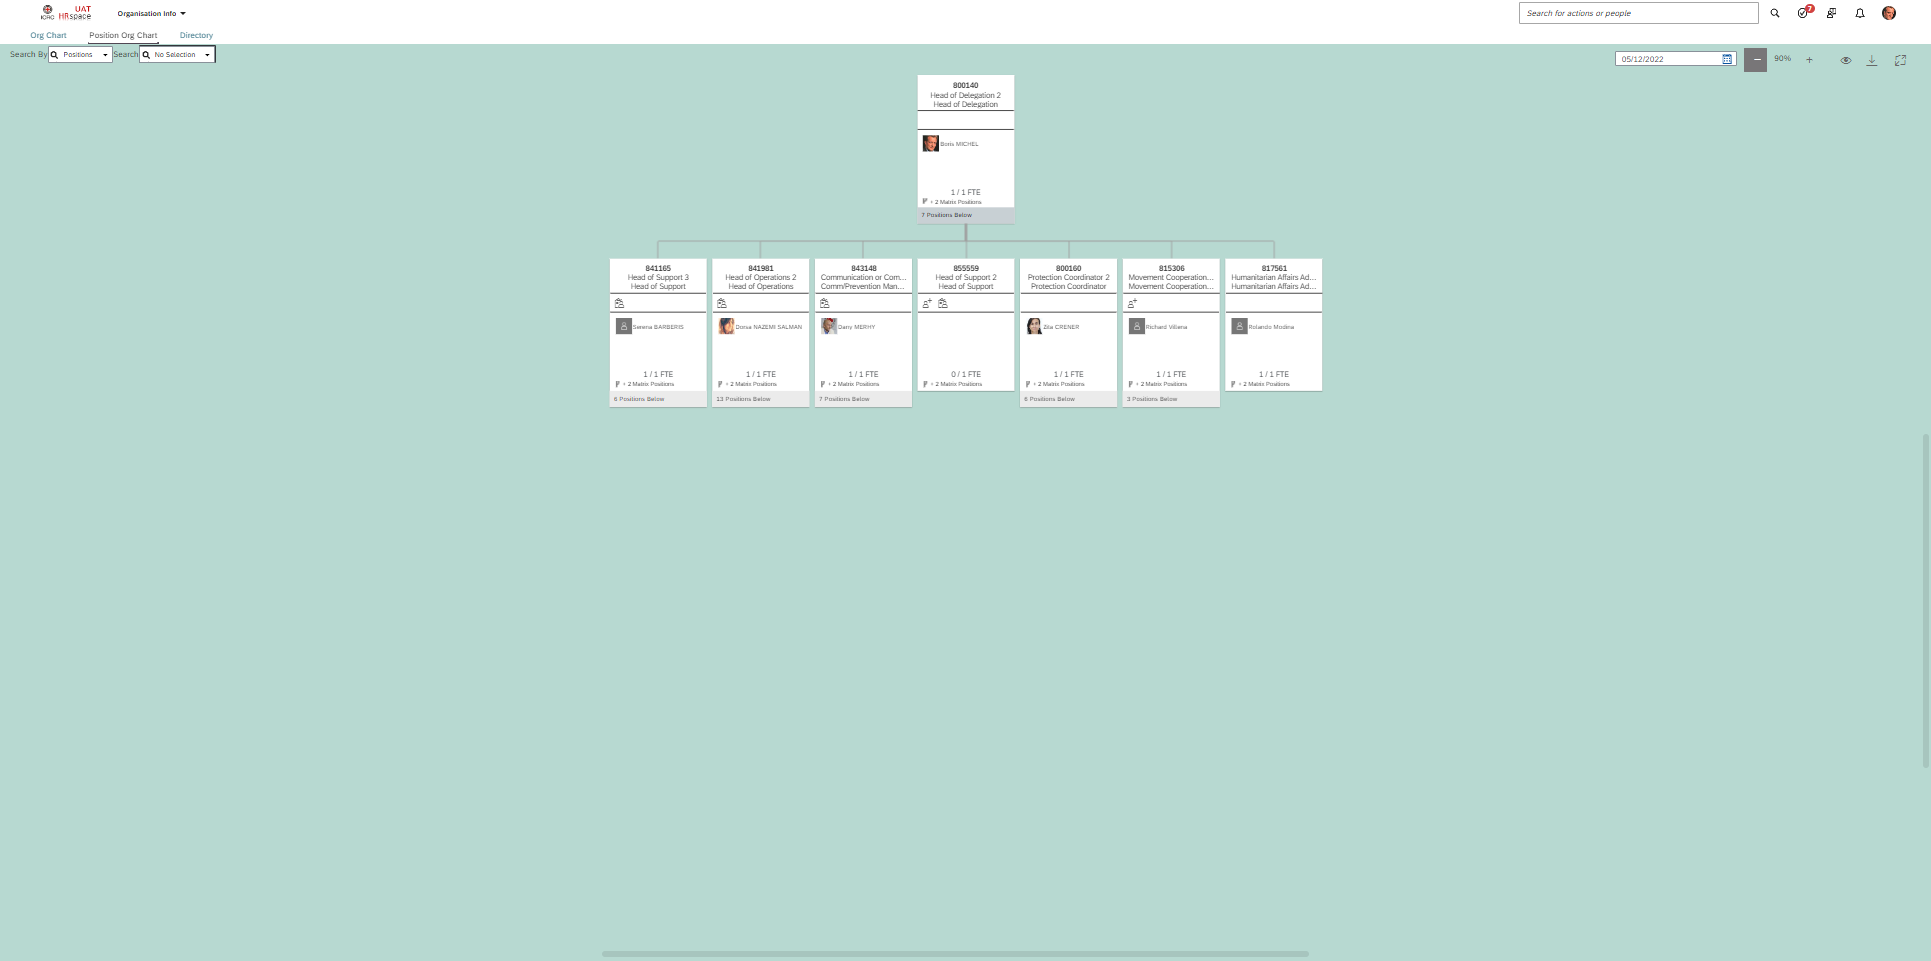 ICRC
UAT
HRspace
Organisation Info
Search for actions or people
7
Org Chart
Position Org Chart
Directory
Search By
Positions
Search
No Selection
05/12/2022
90%
800140
Head of Delegation 2
Head of Delegation
Boris MICHEL
1 / 1 FTE
+ 2 Matrix Positions
7 Positions Below
841165
Head of Support 3
Head of Support
Serena BARBERIS
1 / 1 FTE
+ 2 Matrix Positions
6 Positions Below
841981
Head of Operations 2
Head of Operations
Dorsa NAZEMI SALMAN
1 / 1 FTE
+ 2 Matrix Positions
13 Positions Below
843148
Communication or Com...
Comm/Prevention Man...
Dany MERHY
1 / 1 FTE
+ 2 Matrix Positions
7 Positions Below
855559
Head of Support 2
Head of Support
0 / 1 FTE
+ 2 Matrix Positions
800160
Protection Coordinator 2
Protection Coordinator
Zita CRENER
1 / 1 FTE
+ 2 Matrix Positions
6 Positions Below
815306
Movement Cooperation...
Movement Cooperation...
Richard Villena
1 / 1 FTE
+ 2 Matrix Positions
3 Positions Below
817561
Humanitarian Affairs Ad...
Humanitarian Affairs Ad...
Rolando Modina
1 / 1 FTE
+ 2 Matrix Positions